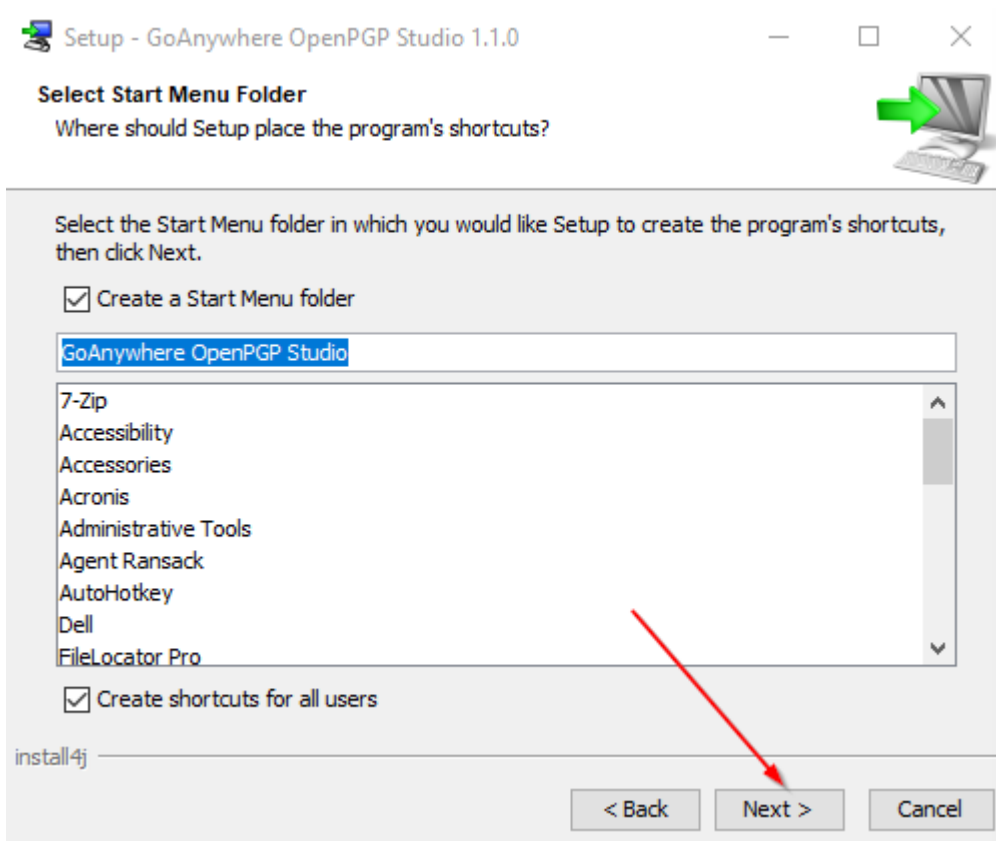 Setup - GoAnywhere OpenPGP Studio 1.1.0
Select Start Menu Folder
Where should Setup place the program's shortcuts?
Select the Start Menu folder in which you would like Setup to create the program's shortcuts,
then click Next.
Create a Start Menu folder
GoAnywhere OpenPGP Studio
7-Zip
Accessibility
Accessories
Acronis
Administrative Tools
Agent Ransack
AutoHotkey
Dell
FileLocator Pro
Create shortcuts for all users
install4j
< Back Next > Cancel